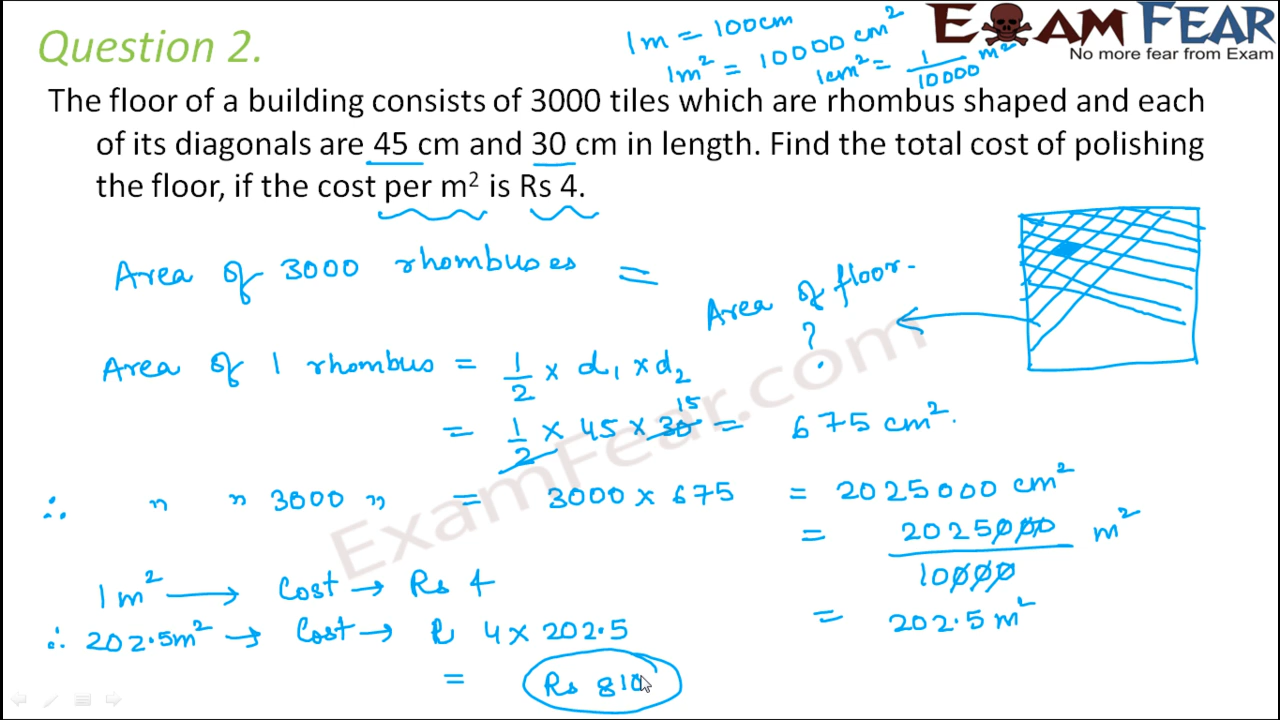 Question 2.
1m = 100cm
1m² = 10000 cm²
1cm² = 1/10000 m²
EXAM FEAR
No more fear from Exam
The floor of a building consists of 3000 tiles which are rhombus shaped and each
of its diagonals are 45 cm and 30 cm in length. Find the total cost of polishing
the floor, if the cost per m² is Rs 4.
Area of 3000 rhombuses = Area of floor.
?
Area of 1 rhombus = 1/2 × d₁ × d₂
= 1/2 × 45 × 30 15 = 675 cm².
∴ " " 3000 " = 3000 × 675 = 2025000 cm²
= 2025000/10000 m²
= 202.5 m²
1m² → Cost → Rs 4
∴ 202.5m² → Cost → R 4 × 202.5
= Rs 810
ExamFear.com